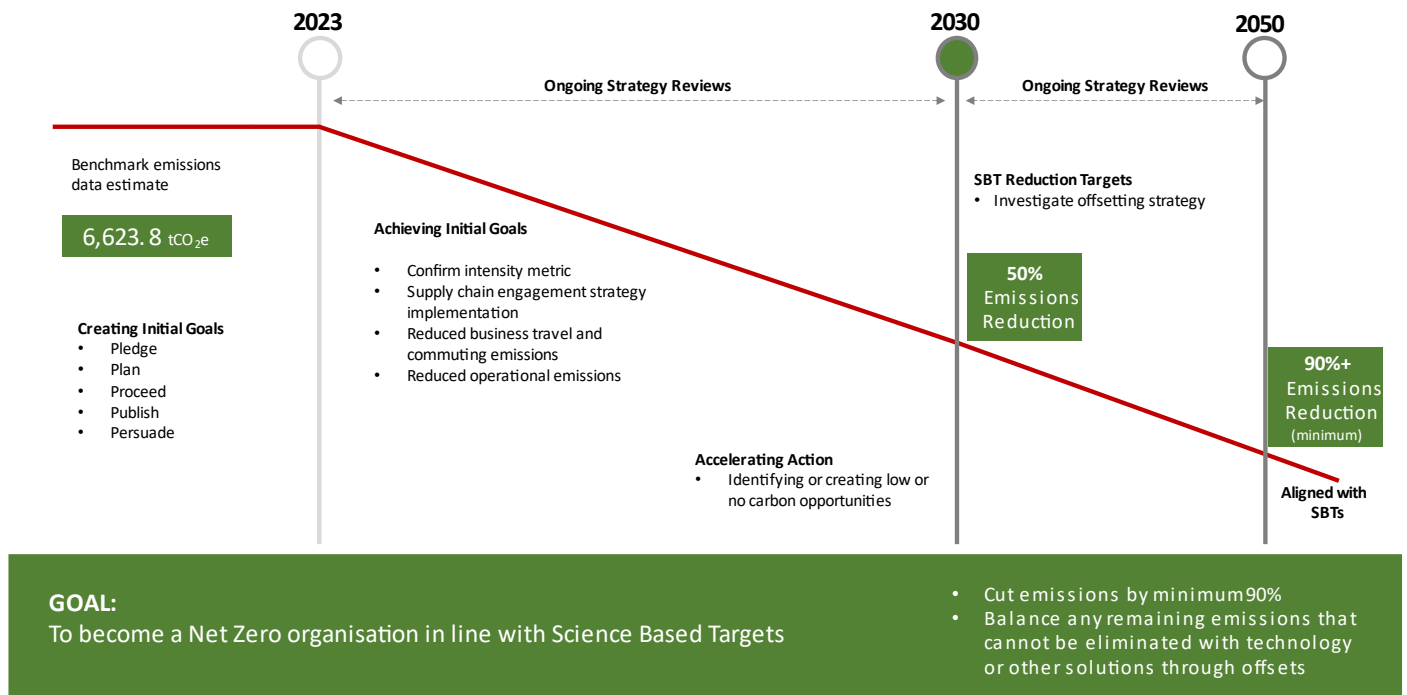 2023
2030
2050
Ongoing Strategy Reviews
Ongoing Strategy Reviews
Benchmark emissions
data estimate
6,623.8 tCO₂e
Creating Initial Goals
• Pledge
• Plan
• Proceed
• Publish
• Persuade
Achieving Initial Goals
• Confirm intensity metric
• Supply chain engagement strategy
implementation
• Reduced business travel and
commuting emissions
• Reduced operational emissions
Accelerating Action
• Identifying or creating low or
no carbon opportunities
SBT Reduction Targets
• Investigate offsetting strategy
50%
Emissions
Reduction
90%+
Emissions
Reduction
(minimum)
Aligned with
SBTs
GOAL:
To become a Net Zero organisation in line with Science Based Targets
• Cut emissions by minimum 90%
• Balance any remaining emissions that
cannot be eliminated with technology
or other solutions through offsets